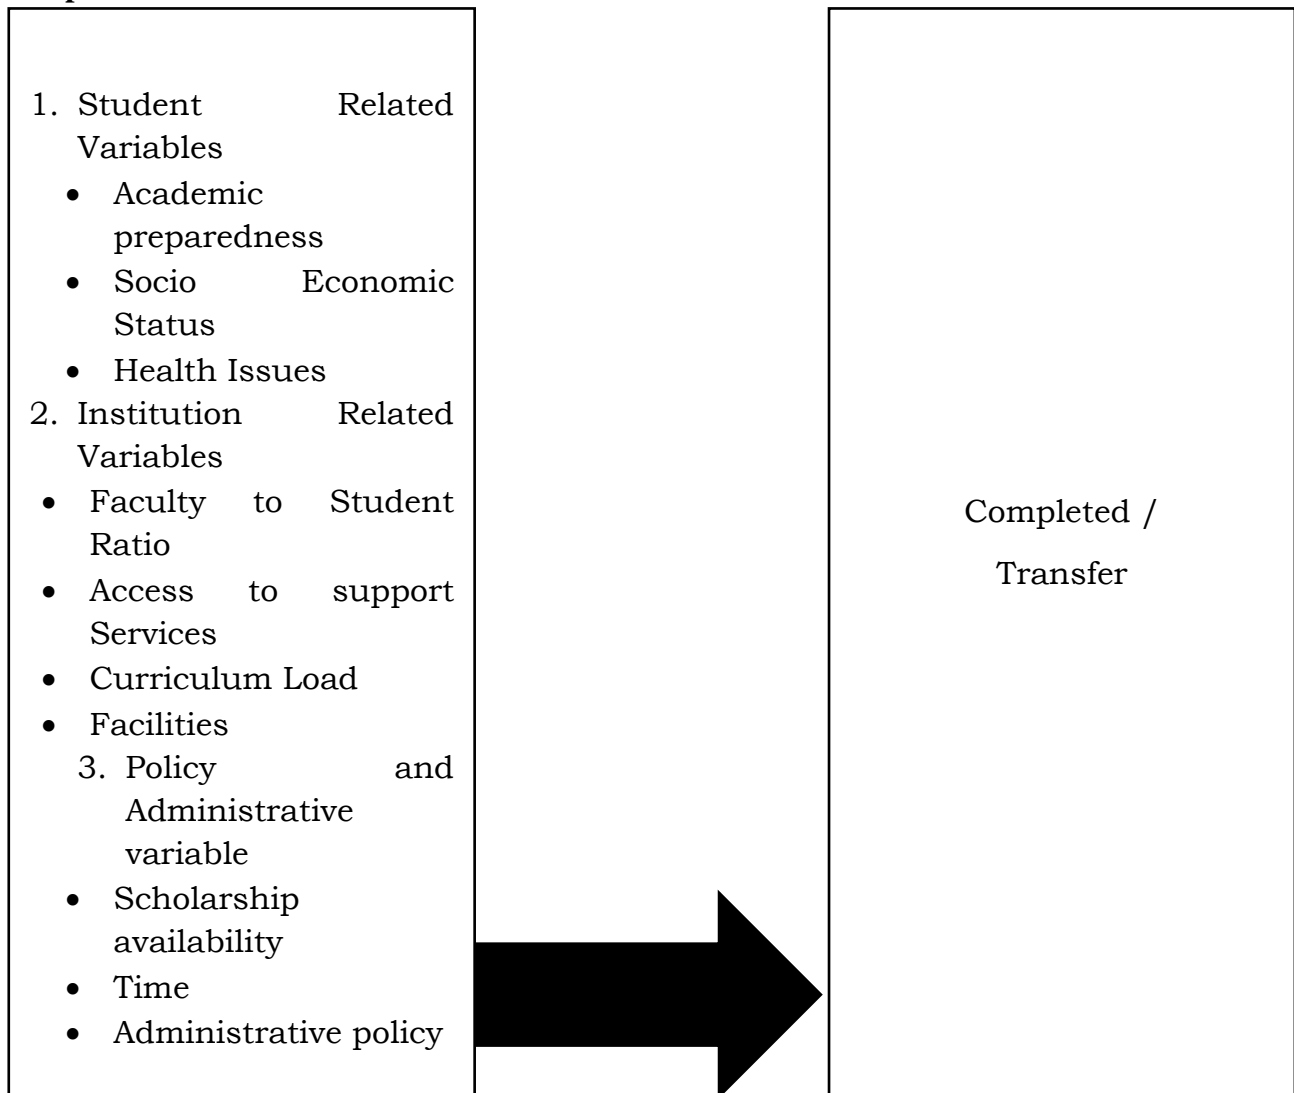 1. Student Related
Variables
• Academic
preparedness
• Socio Economic
Status
• Health Issues
2. Institution Related
Variables
• Faculty to Student
Ratio
• Access to support
Services
• Curriculum Load
• Facilities
3. Policy and
Administrative
variable
• Scholarship
availability
• Time
• Administrative policy
Completed /
Transfer